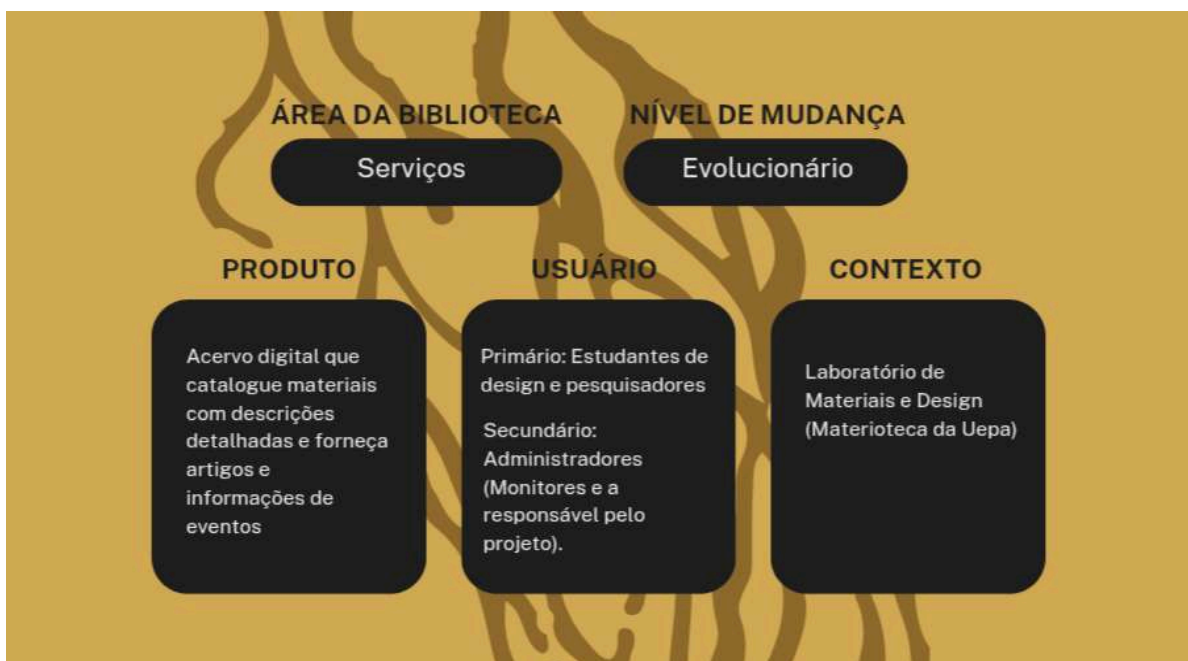 ÁREA DA BIBLIOTECA
Serviços
NÍVEL DE MUDANÇA
Evolucionário
PRODUTO
Acervo digital que
catalogue materiais
com descrições
detalhadas e forneça
artigos e
informações de
eventos
USUÁRIO
Primário: Estudantes de
design e pesquisadores
Secundário:
Administradores
(Monitores e a
responsável pelo
projeto).
CONTEXTO
Laboratório de
Materiais e Design
(Materioteca da Uepa)